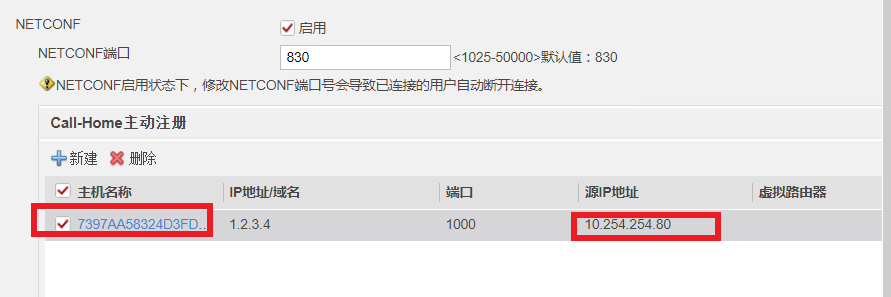 NETCONF 启用
NETCONF端口 830 <1025-50000>默认值：830
NETCONF启用状态下，修改NETCONF端口号会导致已连接的用户自动断开连接。
Call-Home主动注册
新建 删除
主机名称 IP地址/域名 端口 源IP地址 虚拟路由器
7397AA58324D3FD... 1.2.3.4 1000 10.254.254.80